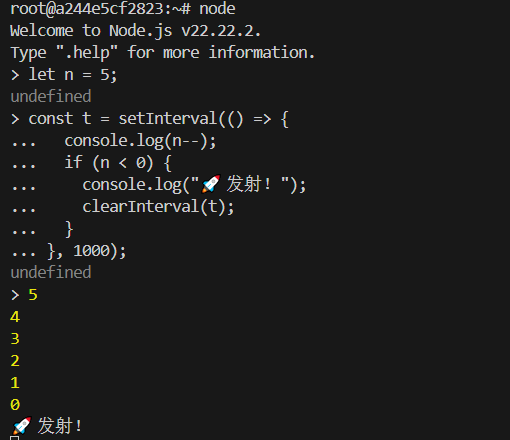 root@a244e5cf2823:~# node
Welcome to Node.js v22.22.2.
Type ".help" for more information.
> let n = 5;
undefined
> const t = setInterval(() => {
...   console.log(n--);
...   if (n < 0) {
...     console.log("🚀 发射！");
...     clearInterval(t);
...   }
... }, 1000);
undefined
> 5
4
3
2
1
0
🚀 发射！